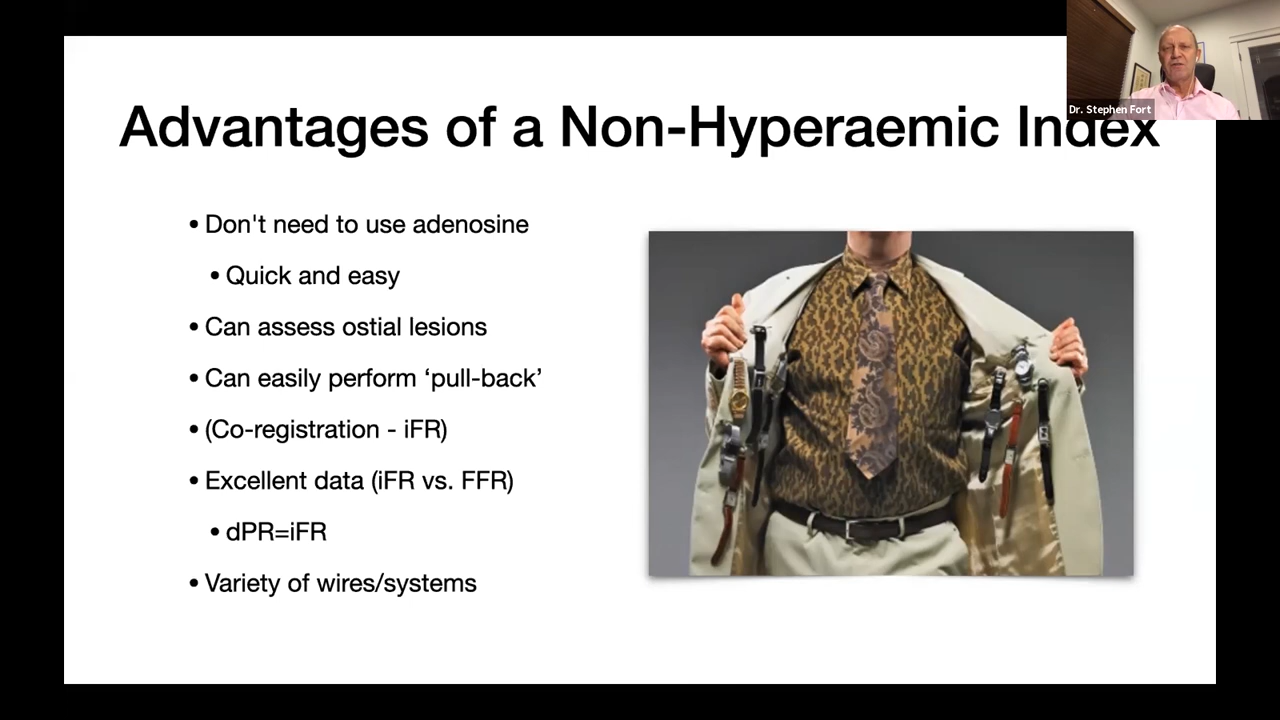 Dr. Stephen Fort
Advantages of a Non-Hyperaemic Index
• Don't need to use adenosine
• Quick and easy
• Can assess ostial lesions
• Can easily perform ‘pull-back’
• (Co-registration - iFR)
• Excellent data (iFR vs. FFR)
• dPR=iFR
• Variety of wires/systems